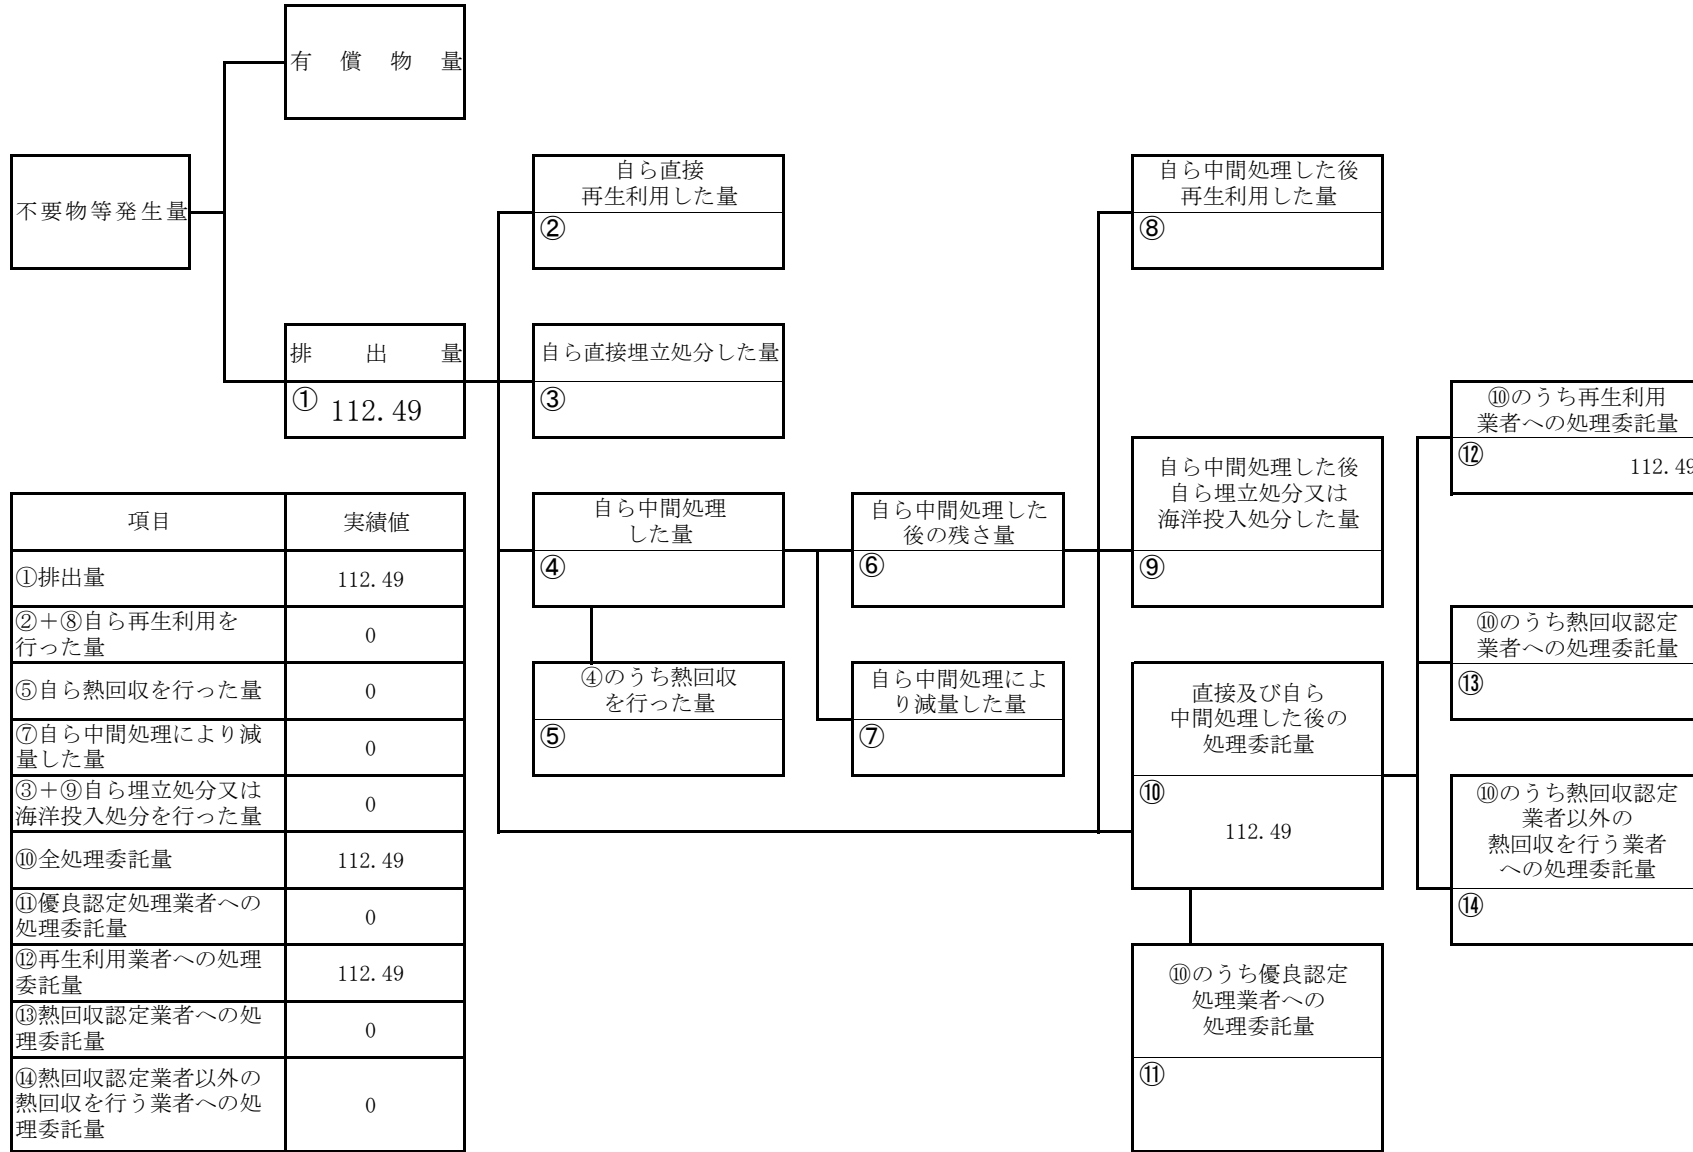 有償物量
不要物等発生量
自ら直接
再生利用した量
②
自ら中間処理した後
再生利用した量
⑧
排出量
① 112.49
自ら直接埋立処分した量
③
⑩のうち再生利用
業者への処理委託量
⑫ 112.49
自ら中間処理
した量
④
自ら中間処理した
後の残さ量
⑥
自ら中間処理した後
自ら埋立処分又は
海洋投入処分した量
⑨
④のうち熱回収
を行った量
⑤
自ら中間処理によ
り減量した量
⑦
直接及び自ら
中間処理した後の
処理委託量
⑩
112.49
⑩のうち熱回収認定
業者への処理委託量
⑬
⑩のうち熱回収認定
業者以外の
熱回収を行う業者
への処理委託量
⑭
⑩のうち優良認定
処理業者への
処理委託量
⑪
項目 実績値
①排出量 112.49
②＋⑧自ら再生利用を
行った量 0
⑤自ら熱回収を行った量 0
⑦自ら中間処理により減
量した量 0
③＋⑨自ら埋立処分又は
海洋投入処分を行った量 0
⑩全処理委託量 112.49
⑪優良認定処理業者への
処理委託量 0
⑫再生利用業者への処理
委託量 112.49
⑬熱回収認定業者への処
理委託量 0
⑭熱回収認定業者以外の
熱回収を行う業者への処
理委託量 0